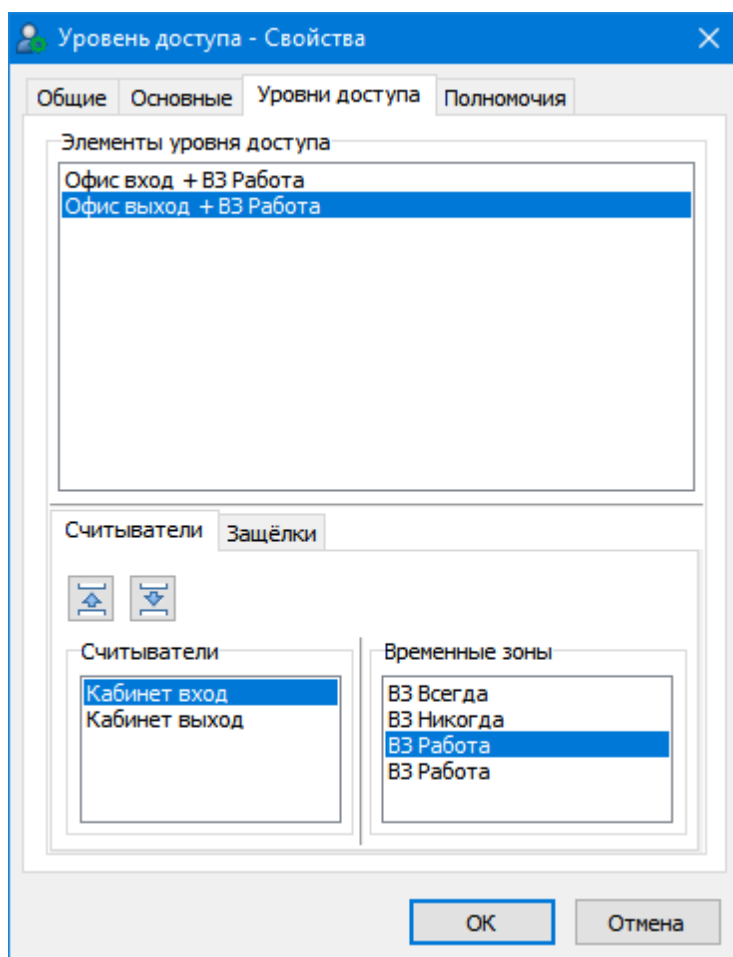 Уровень доступа - Свойства
Общие Основные Уровни доступа Полномочия
Элементы уровня доступа
Офис вход + ВЗ Работа
Офис выход + ВЗ Работа
Считыватели Защёлки
Считыватели
Кабинет вход
Кабинет выход
Временные зоны
ВЗ Всегда
ВЗ Никогда
ВЗ Работа
ВЗ Работа
ОК Отмена